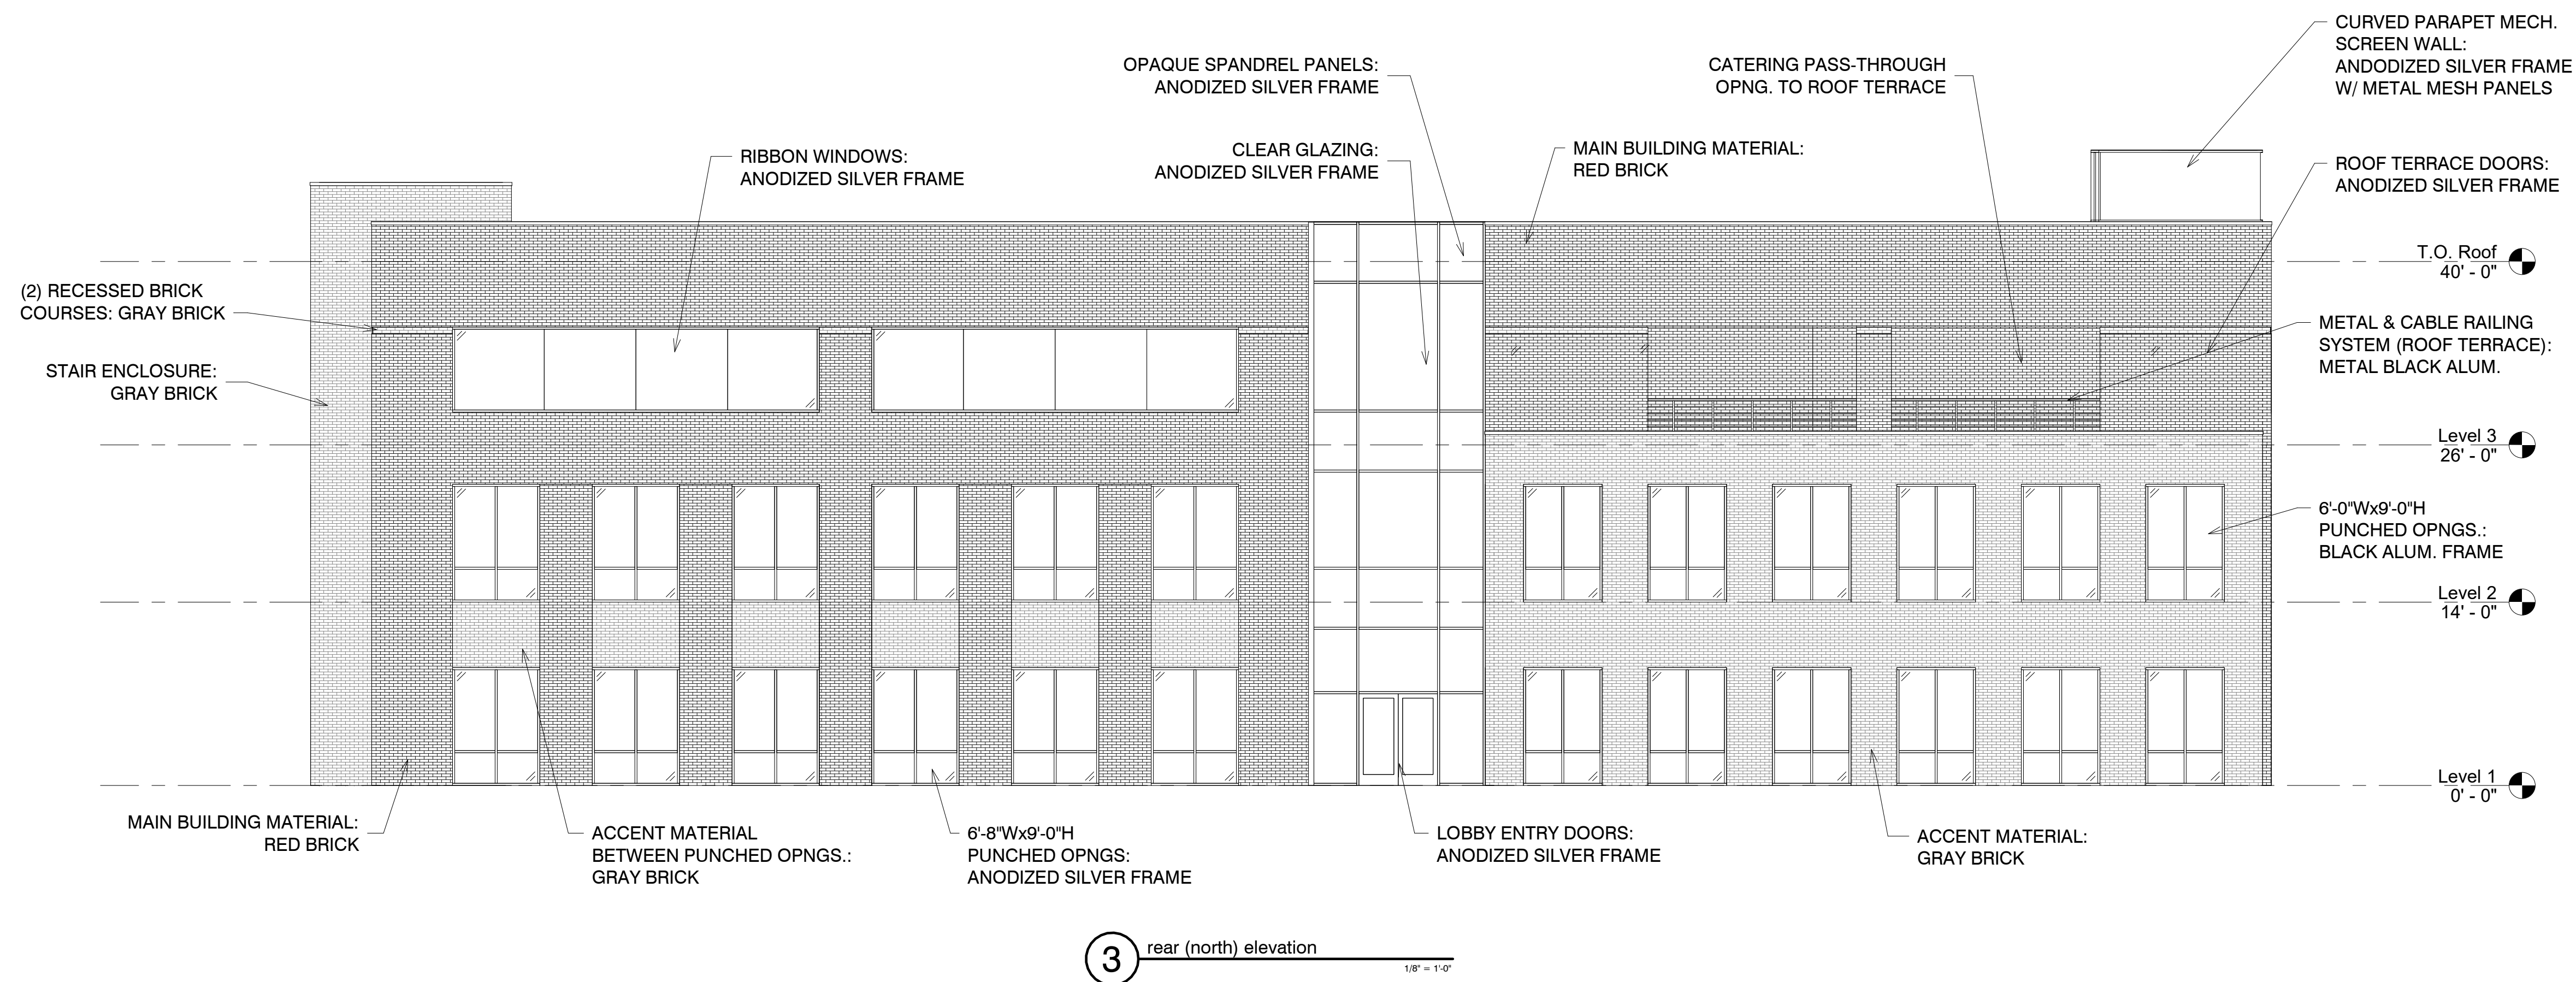 CURVED PARAPET MECH.
SCREEN WALL:
ANDODIZED SILVER FRAME
W/ METAL MESH PANELS
OPAQUE SPANDREL PANELS:
ANODIZED SILVER FRAME
CATERING PASS-THROUGH
OPNG. TO ROOF TERRACE
RIBBON WINDOWS:
ANODIZED SILVER FRAME
CLEAR GLAZING:
ANODIZED SILVER FRAME
MAIN BUILDING MATERIAL:
RED BRICK
ROOF TERRACE DOORS:
ANODIZED SILVER FRAME
T.O. Roof
40' - 0"
(2) RECESSED BRICK
COURSES: GRAY BRICK
METAL & CABLE RAILING
SYSTEM (ROOF TERRACE):
METAL BLACK ALUM.
STAIR ENCLOSURE:
GRAY BRICK
Level 3
26' - 0"
6'-0"Wx9'-0"H
PUNCHED OPNGS.:
BLACK ALUM. FRAME
Level 2
14' - 0"
Level 1
0' - 0"
MAIN BUILDING MATERIAL:
RED BRICK
ACCENT MATERIAL
BETWEEN PUNCHED OPNGS.:
GRAY BRICK
6'-8"Wx9'-0"H
PUNCHED OPNGS:
ANODIZED SILVER FRAME
LOBBY ENTRY DOORS:
ANODIZED SILVER FRAME
ACCENT MATERIAL:
GRAY BRICK
3
rear (north) elevation
1/8" = 1'-0"